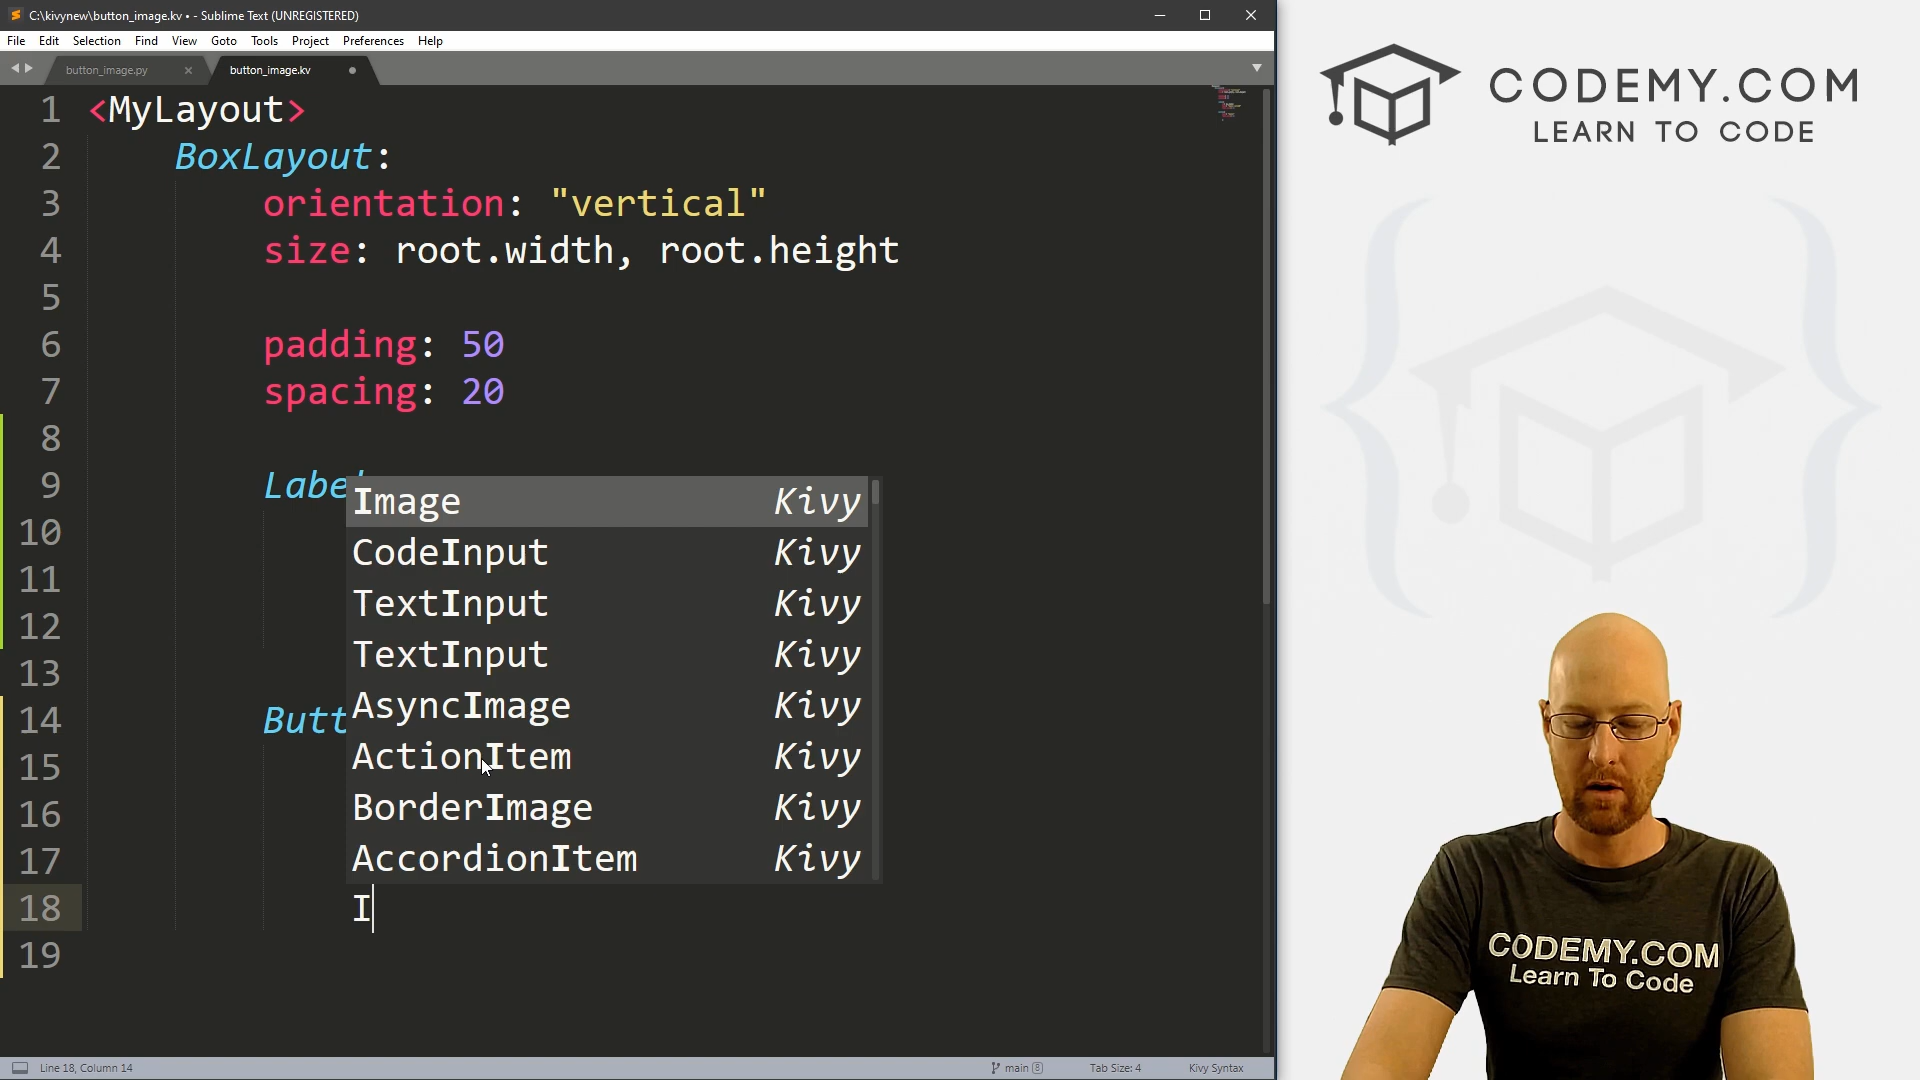 C:\kivynew\button_image.kv • - Sublime Text (UNREGISTERED)
File Edit Selection Find View Goto Tools Project Preferences Help
button_image.py button_image.kv
1 <MyLayout>
2 BoxLayout:
3 orientation: "vertical"
4 size: root.width, root.height
5
6 padding: 50
7 spacing: 20
8
9 Labe
10
11
12
13
14 Butt
15
16
17
18 I
19
Image Kivy
CodeInput Kivy
TextInput Kivy
TextInput Kivy
AsyncImage Kivy
ActionItem Kivy
BorderImage Kivy
AccordionItem Kivy
Line 18, Column 14 main 8 Tab Size: 4 Kivy Syntax
CODEMY.COM
LEARN TO CODE
CODEMY.COM
Learn To Code